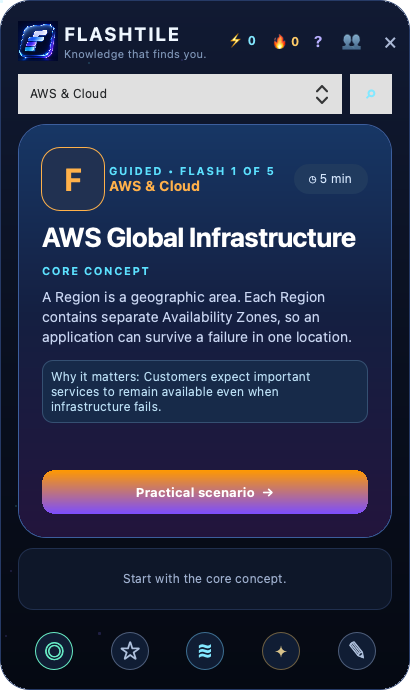 FLASHTILE
Knowledge that finds you.
⚡ 0
🔥 0
?
×
AWS & Cloud
F
GUIDED • FLASH 1 OF 5
AWS & Cloud
◷ 5 min
AWS Global Infrastructure
CORE CONCEPT
A Region is a geographic area. Each Region
contains separate Availability Zones, so an
application can survive a failure in one location.
Why it matters: Customers expect important
services to remain available even when
infrastructure fails.
Practical scenario →
Start with the core concept.